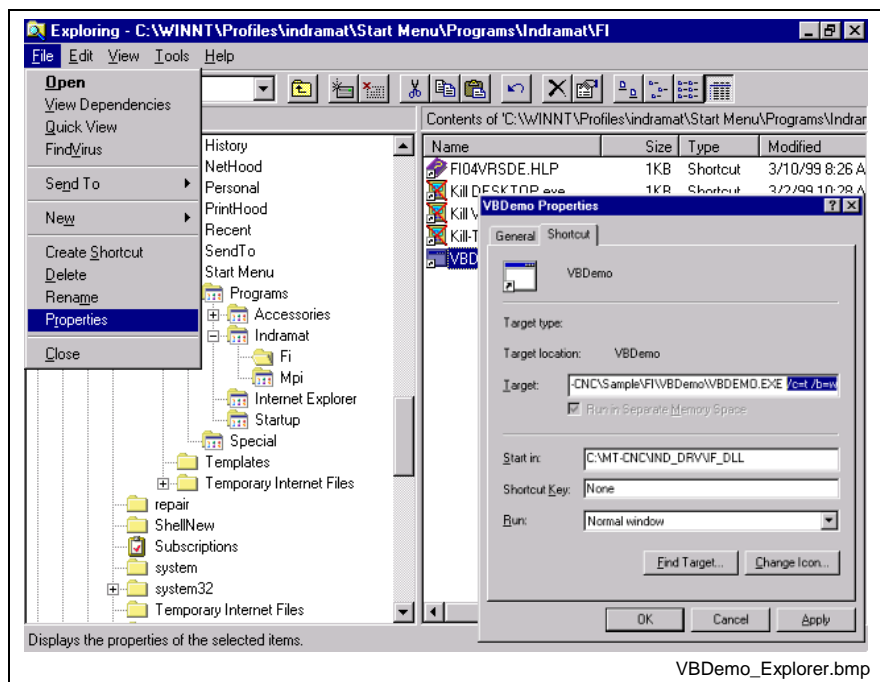 Exploring - C:\WINNT\Profiles\indramat\Start Menu\Programs\Indramat\FI
File Edit View Tools Help
Open
View Dependencies
Quick View
FindVirus
Send To
New
Create Shortcut
Delete
Rename
Properties
Close
History
NetHood
Personal
PrintHood
Recent
SendTo
Start Menu
Programs
Accessories
Indramat
Fi
Mpi
Internet Explorer
Startup
Special
Templates
Temporary Internet Files
repair
ShellNew
Subscriptions
system
system32
Temporary Internet Files
Contents of 'C:\WINNT\Profiles\indramat\Start Menu\Programs\Indrar
Name Size Type Modified
FI04VRSDE.HLP 1KB Shortcut 3/10/99 8:26 A
Kill DESKTOP.exe 1KB Shortcut 3/2/99 10:28 A
Kill V
Kill-T
VBD
VBDemo Properties
General Shortcut
VBDemo
Target type:
Target location: VBDemo
Target: -CNC\Sample\FI\VBDemo\VBDEMO.EXE /c=t /b=w
Run in Separate Memory Space
Start in: C:\MT-CNC\IND_DRV\IF_DLL
Shortcut Key: None
Run: Normal window
Find Target... Change Icon...
OK Cancel Apply
Displays the properties of the selected items.
VBDemo_Explorer.bmp